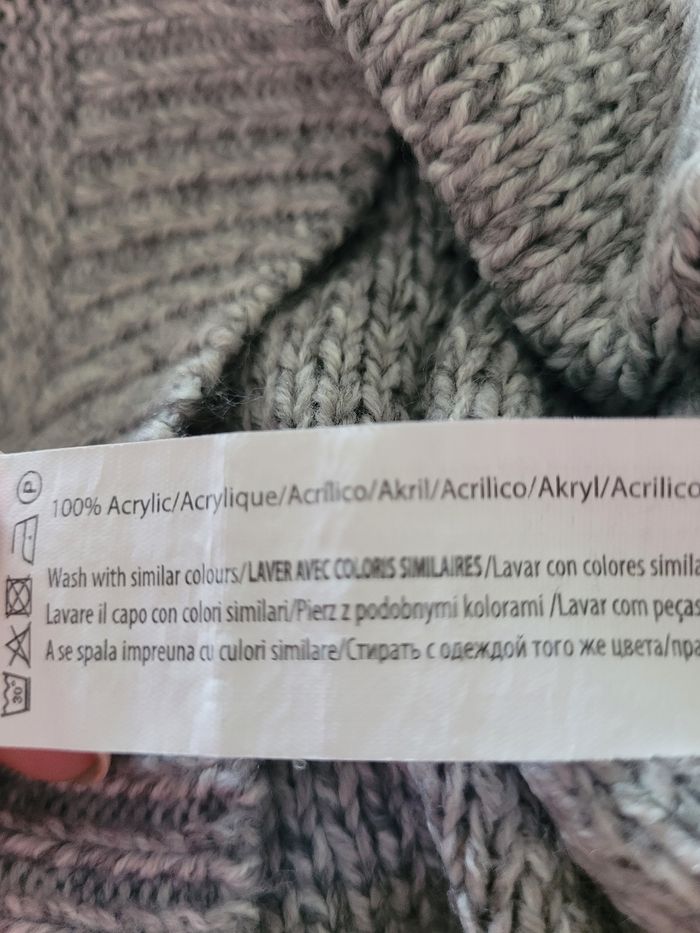 P
100% Acrylic/Acrylique/Acrílico/Akril/Acrilico/Akryl/Acrilico
Wash with similar colours/LAVER AVEC COLORIS SIMILAIRES/Lavar con colores simila
Lavare il capo con colori similari/Pierz z podobnymi kolorami /Lavar com peças
A se spala impreuna cu culori similare/Стирать с одеждой того же цвета/пра
30°